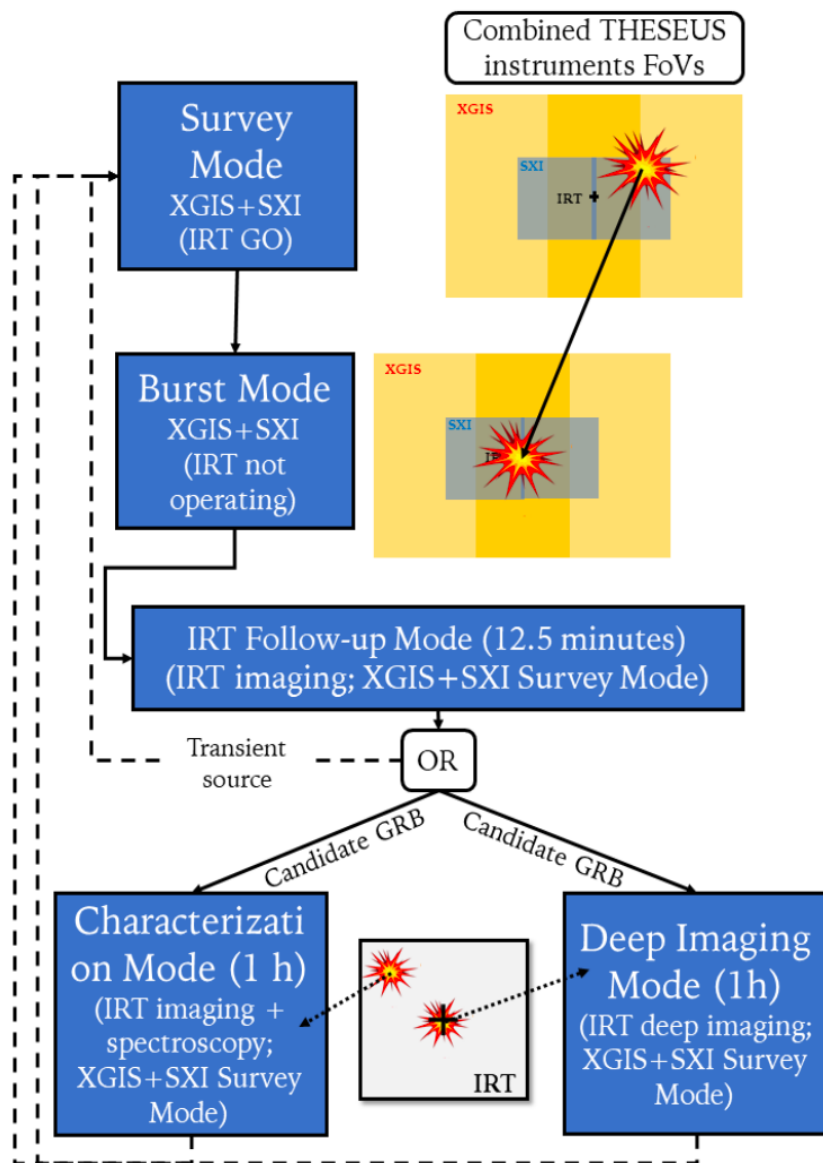 Combined THESEUS
instruments FoVs
Survey
Mode
XGIS+SXI
(IRT GO)
XGIS
SXI
IRT
Burst Mode
XGIS+SXI
(IRT not
operating)
XGIS
SXI
IRT Follow-up Mode (12.5 minutes)
(IRT imaging; XGIS+SXI Survey Mode)
Transient
source
OR
Candidate GRB
Candidate GRB
Characterizati
on Mode (1 h)
(IRT imaging +
spectroscopy;
XGIS+SXI Survey
Mode)
IRT
Deep Imaging
Mode (1h)
(IRT deep imaging;
XGIS+SXI Survey
Mode)